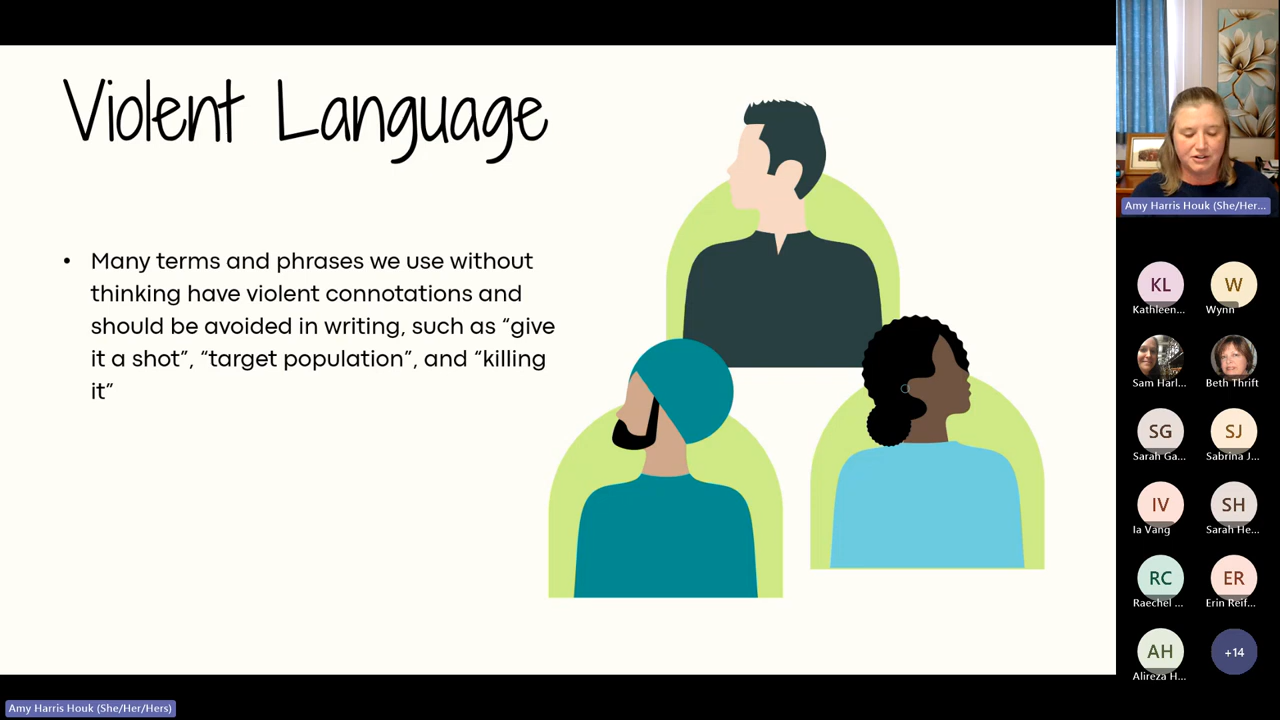 Violent Language
• Many terms and phrases we use without
thinking have violent connotations and
should be avoided in writing, such as “give
it a shot”, “target population”, and “killing
it”
Amy Harris Houk (She/Her...
KL
Kathleen...
W
Wynn
Sam Harl...
Beth Thrift
SG
Sarah Ga...
SJ
Sabrina J...
IV
Ia Vang
SH
Sarah He...
RC
Raechel ...
ER
Erin Reif...
AH
Alireza H...
+14
Amy Harris Houk (She/Her/Hers)